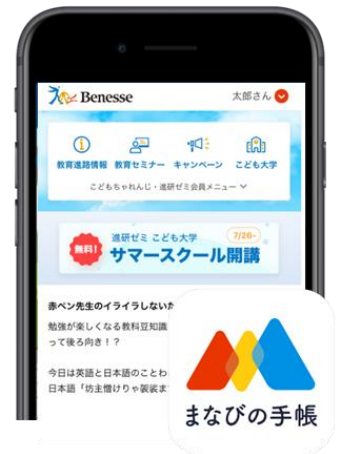 Benesse
太郎さん
教育進路情報 教育セミナー キャンペーン こども大学
こどもちゃれんじ・進研ゼミ会員メニュー
無料!
進研ゼミ こども大学
7/26-
サマースクール開講
赤ペン先生のイライラしないた
勉強が楽しくなる教科豆知識
って後ろ向き!?
今日は英語と日本語のことわ
日本語「坊主憎けりゃ袈裟ま
まなびの手帳